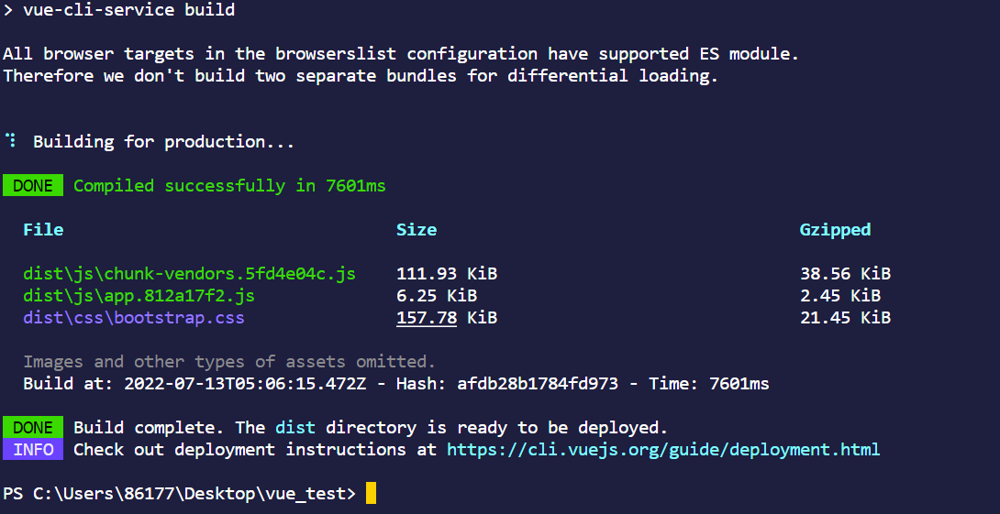 > vue-cli-service build
All browser targets in the browserslist configuration have supported ES module.
Therefore we don't build two separate bundles for differential loading.
Building for production...
DONE Compiled successfully in 7601ms
File Size Gzipped
dist\js\chunk-vendors.5fd4e04c.js 111.93 KiB 38.56 KiB
dist\js\app.812a17f2.js 6.25 KiB 2.45 KiB
dist\css\bootstrap.css 157.78 KiB 21.45 KiB
Images and other types of assets omitted.
Build at: 2022-07-13T05:06:15.472Z - Hash: afdb28b1784fd973 - Time: 7601ms
DONE Build complete. The dist directory is ready to be deployed.
INFO Check out deployment instructions at https://cli.vuejs.org/guide/deployment.html
PS C:\Users\86177\Desktop\vue_test>